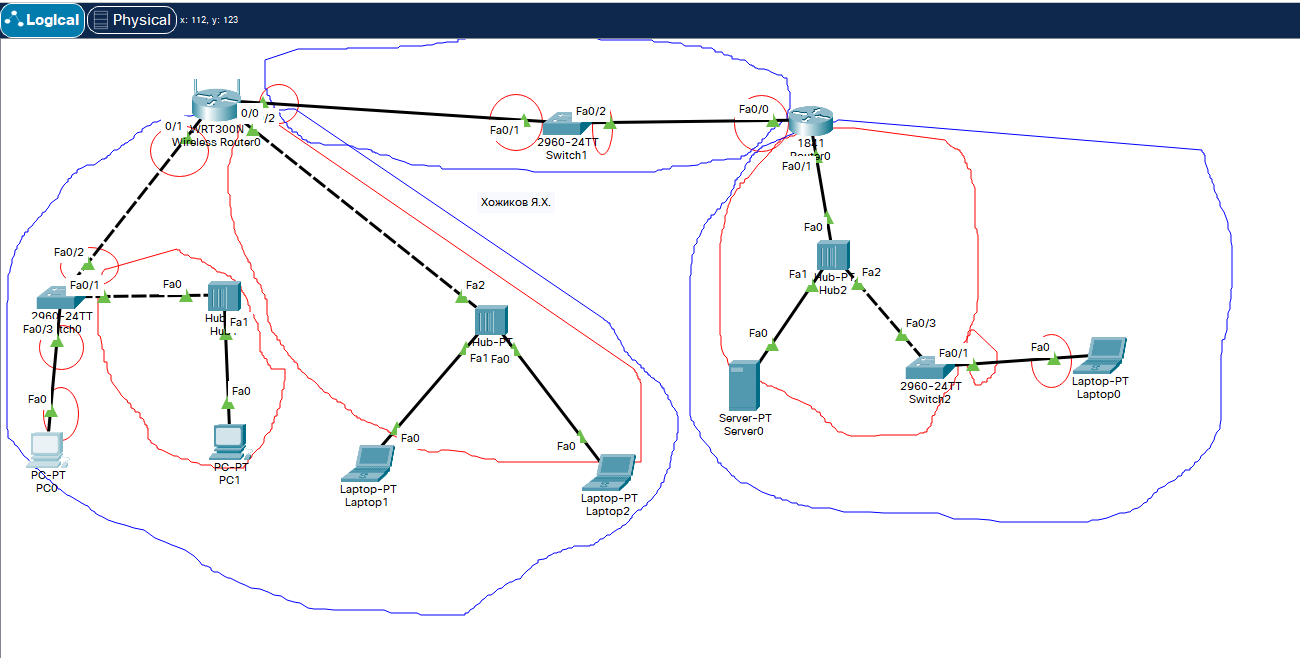 Logical
Physical
x: 112, y: 123
0/0
/2
0/1
WRT300N
Wireless Router0
Fa0/1
Fa0/2
2960-24TT
Switch1
Fa0/0
1841
Router0
Fa0/1
Хожиков Я.Х.
Fa0
Fa1
Fa2
Hub-PT
Hub2
Fa0
Server-PT
Server0
Fa0/3
Fa0/1
2960-24TT
Switch2
Fa0
Laptop-PT
Laptop0
Fa0/2
Fa0/1
2960-24TT
Fa0/3
tch0
Fa0
PC-PT
PC0
Fa0
Hub
Fa1
Fa0
PC-PT
PC1
Fa2
Hub-PT
Fa1 Fa0
Fa0
Laptop-PT
Laptop1
Fa0
Laptop-PT
Laptop2